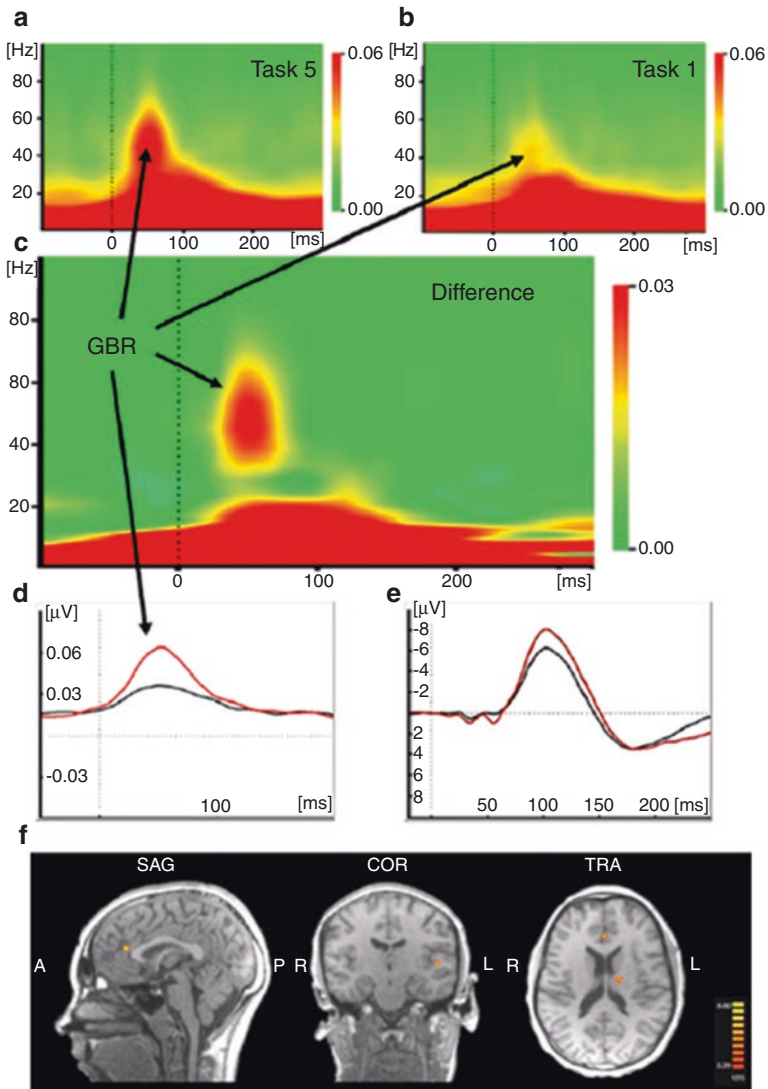 a
[Hz]
Task 5
0.06
80
60
40
20
0.00
0 100 200 [ms]
b
[Hz]
Task 1
0.06
80
60
40
20
0.00
0 100 200 [ms]
c
[Hz]
Difference
0.03
80
GBR
80
40
20
0.00
0 100 200 [ms]
d
[µV]
0.06
0.03
-0.03
100 [ms]
e
[µV]
-8
-6
-4
-2
2
4
6
8
50 100 150 200 [ms]
f
SAG COR TRA
A P R L R L